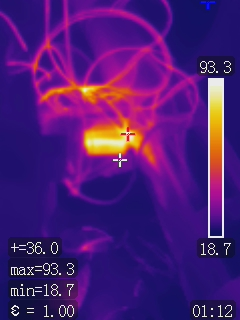 93.3
18.7
+=36.0
max=93.3
min=18.7
ε = 1.00
01:12